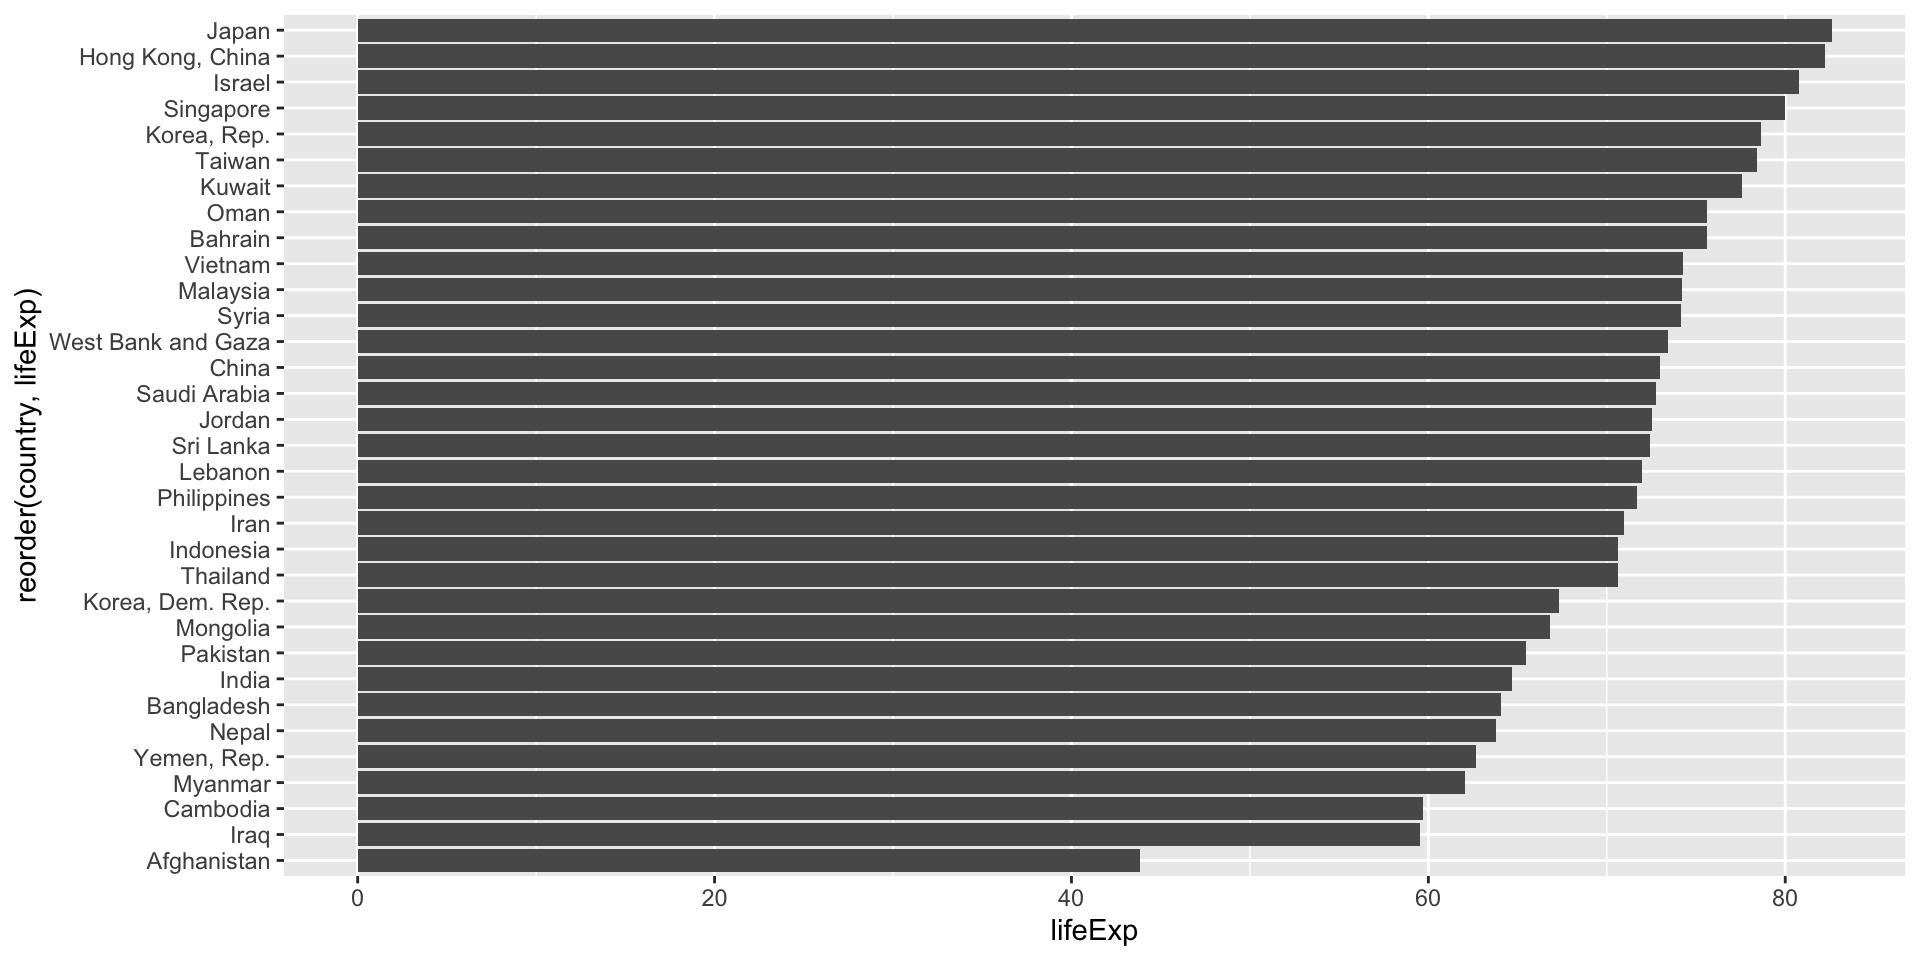 reorder(country, lifeExp)
Japan
Hong Kong, China
Israel
Singapore
Korea, Rep.
Taiwan
Kuwait
Oman
Bahrain
Vietnam
Malaysia
Syria
West Bank and Gaza
China
Saudi Arabia
Jordan
Sri Lanka
Lebanon
Philippines
Iran
Indonesia
Thailand
Korea, Dem. Rep.
Mongolia
Pakistan
India
Bangladesh
Nepal
Yemen, Rep.
Myanmar
Cambodia
Iraq
Afghanistan
0 20 40 60 80
lifeExp